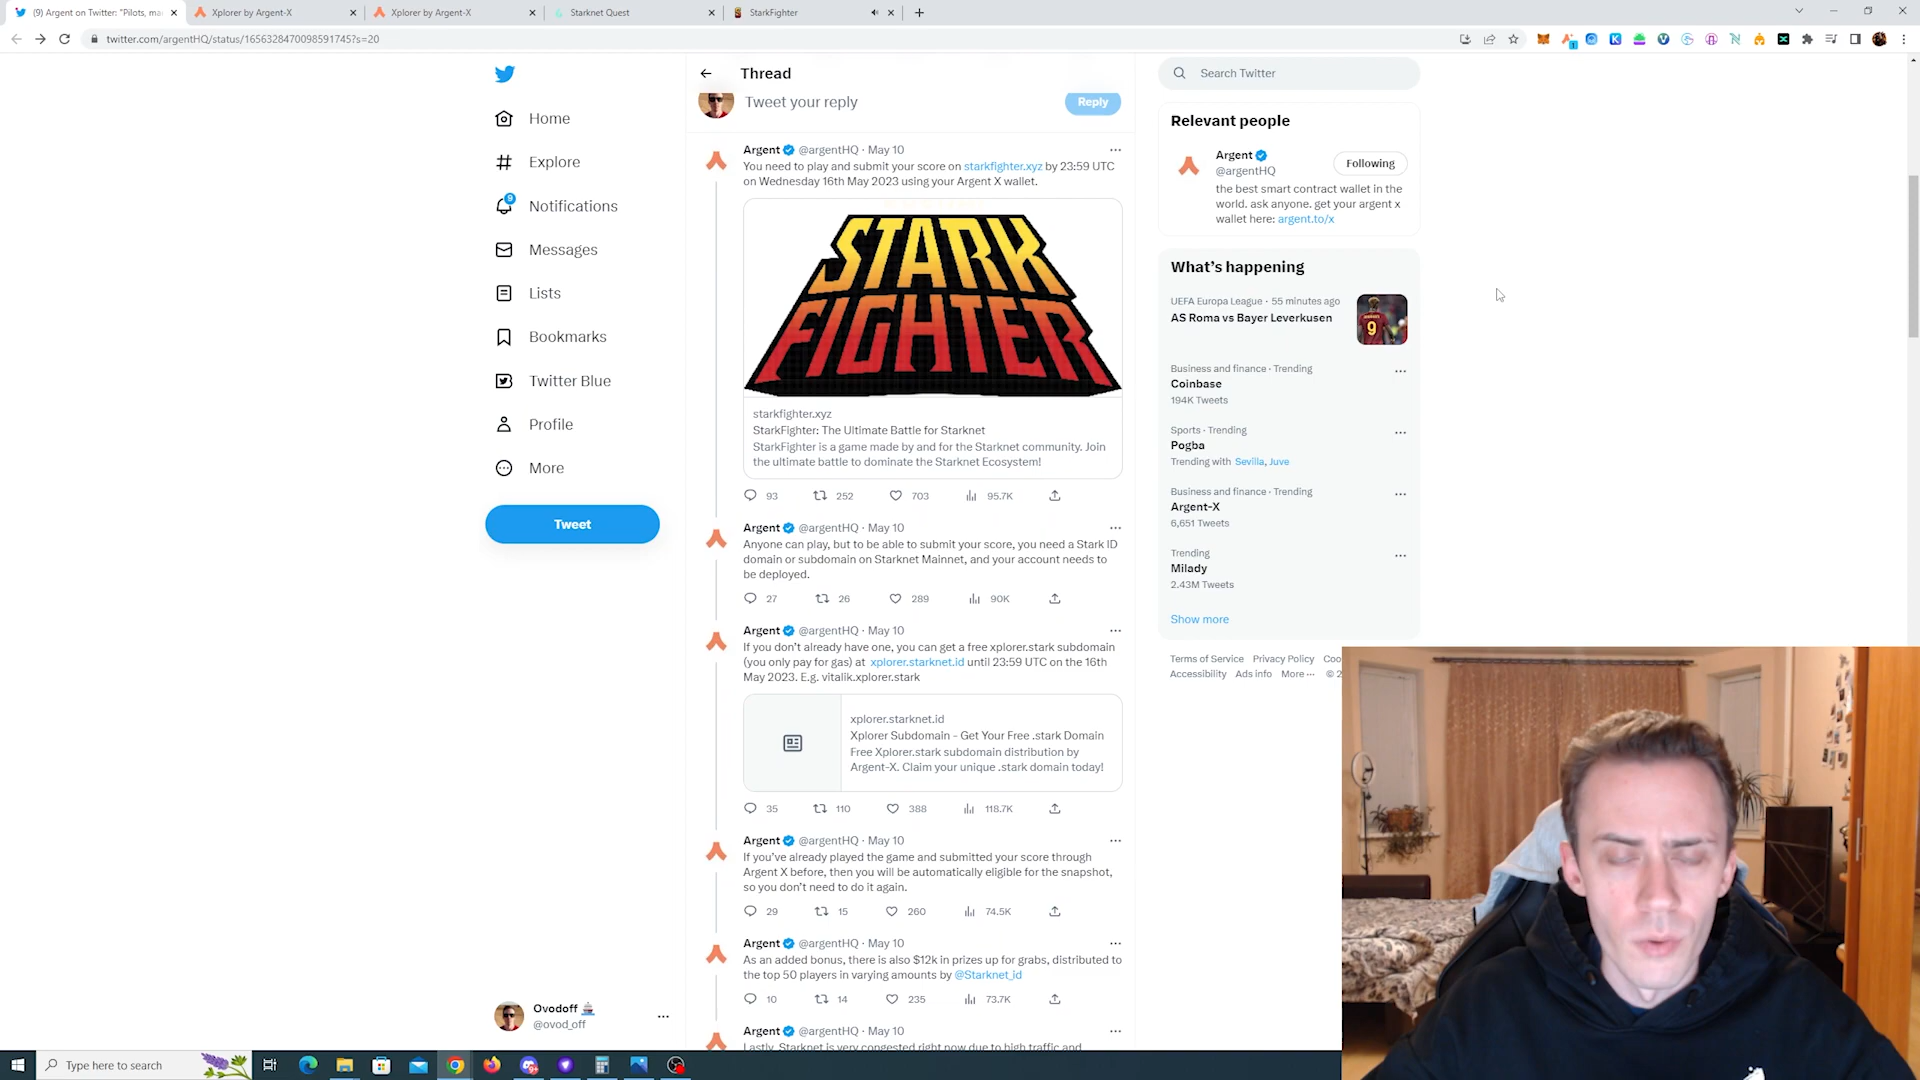 (9) Argent on Twitter: "Pilots, ma
Xplorer by Argent-X
Xplorer by Argent-X
Starknet Quest
StarkFighter
twitter.com/argentHQ/status/1656328470098591745?s=20
Home
Explore
9
Notifications
Messages
Lists
Bookmarks
Twitter Blue
Profile
More
Tweet
Ovodoff
@ovod_off
Thread
Tweet your reply
Reply
Argent @argentHQ · May 10
You need to play and submit your score on starkfighter.xyz by 23:59 UTC
on Wednesday 16th May 2023 using your Argent X wallet.
STARK
FIGHTER
starkfighter.xyz
StarkFighter: The Ultimate Battle for Starknet
StarkFighter is a game made by and for the Starknet community. Join
the ultimate battle to dominate the Starknet Ecosystem!
93 252 703 95.7K
Argent @argentHQ · May 10
Anyone can play, but to be able to submit your score, you need a Stark ID
domain or subdomain on Starknet Mainnet, and your account needs to
be deployed.
27 26 289 90K
Argent @argentHQ · May 10
If you don't already have one, you can get a free xplorer.stark subdomain
(you only pay for gas) at xplorer.starknet.id until 23:59 UTC on the 16th
May 2023. E.g. vitalik.xplorer.stark
xplorer.starknet.id
Xplorer Subdomain - Get Your Free .stark Domain
Free Xplorer.stark subdomain distribution by
Argent-X. Claim your unique .stark domain today!
35 110 388 118.7K
Argent @argentHQ · May 10
If you've already played the game and submitted your score through
Argent X before, then you will be automatically eligible for the snapshot,
so you don't need to do it again.
29 15 260 74.5K
Argent @argentHQ · May 10
As an added bonus, there is also $12k in prizes up for grabs, distributed to
the top 50 players in varying amounts by @Starknet_id
10 14 235 73.7K
Argent @argentHQ · May 10
Lastly, Starknet is very congested right now due to high traffic and
Search Twitter
Relevant people
Argent
@argentHQ
Following
the best smart contract wallet in the
world. ask anyone. get your argent x
wallet here: argent.to/x
What's happening
UEFA Europa League · 55 minutes ago
AS Roma vs Bayer Leverkusen
9
Business and finance · Trending
Coinbase
194K Tweets
Sports · Trending
Pogba
Trending with Sevilla, Juve
Business and finance · Trending
Argent-X
6,651 Tweets
Trending
Milady
2.43M Tweets
Show more
Terms of Service Privacy Policy Coo
Accessibility Ads info More ··· © 2
Type here to search